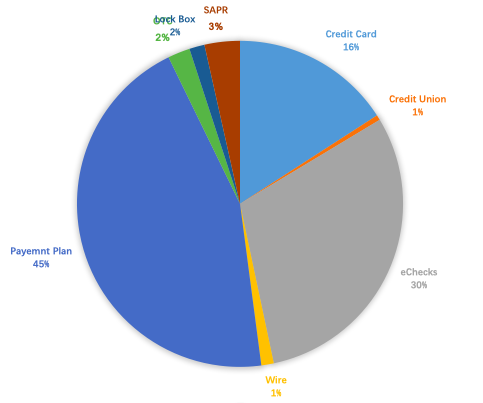 SAPR
3%
Lock Box
2%
2%
Credit Card
16%
Credit Union
1%
eChecks
30%
Payemnt Plan
45%
Wire
1%